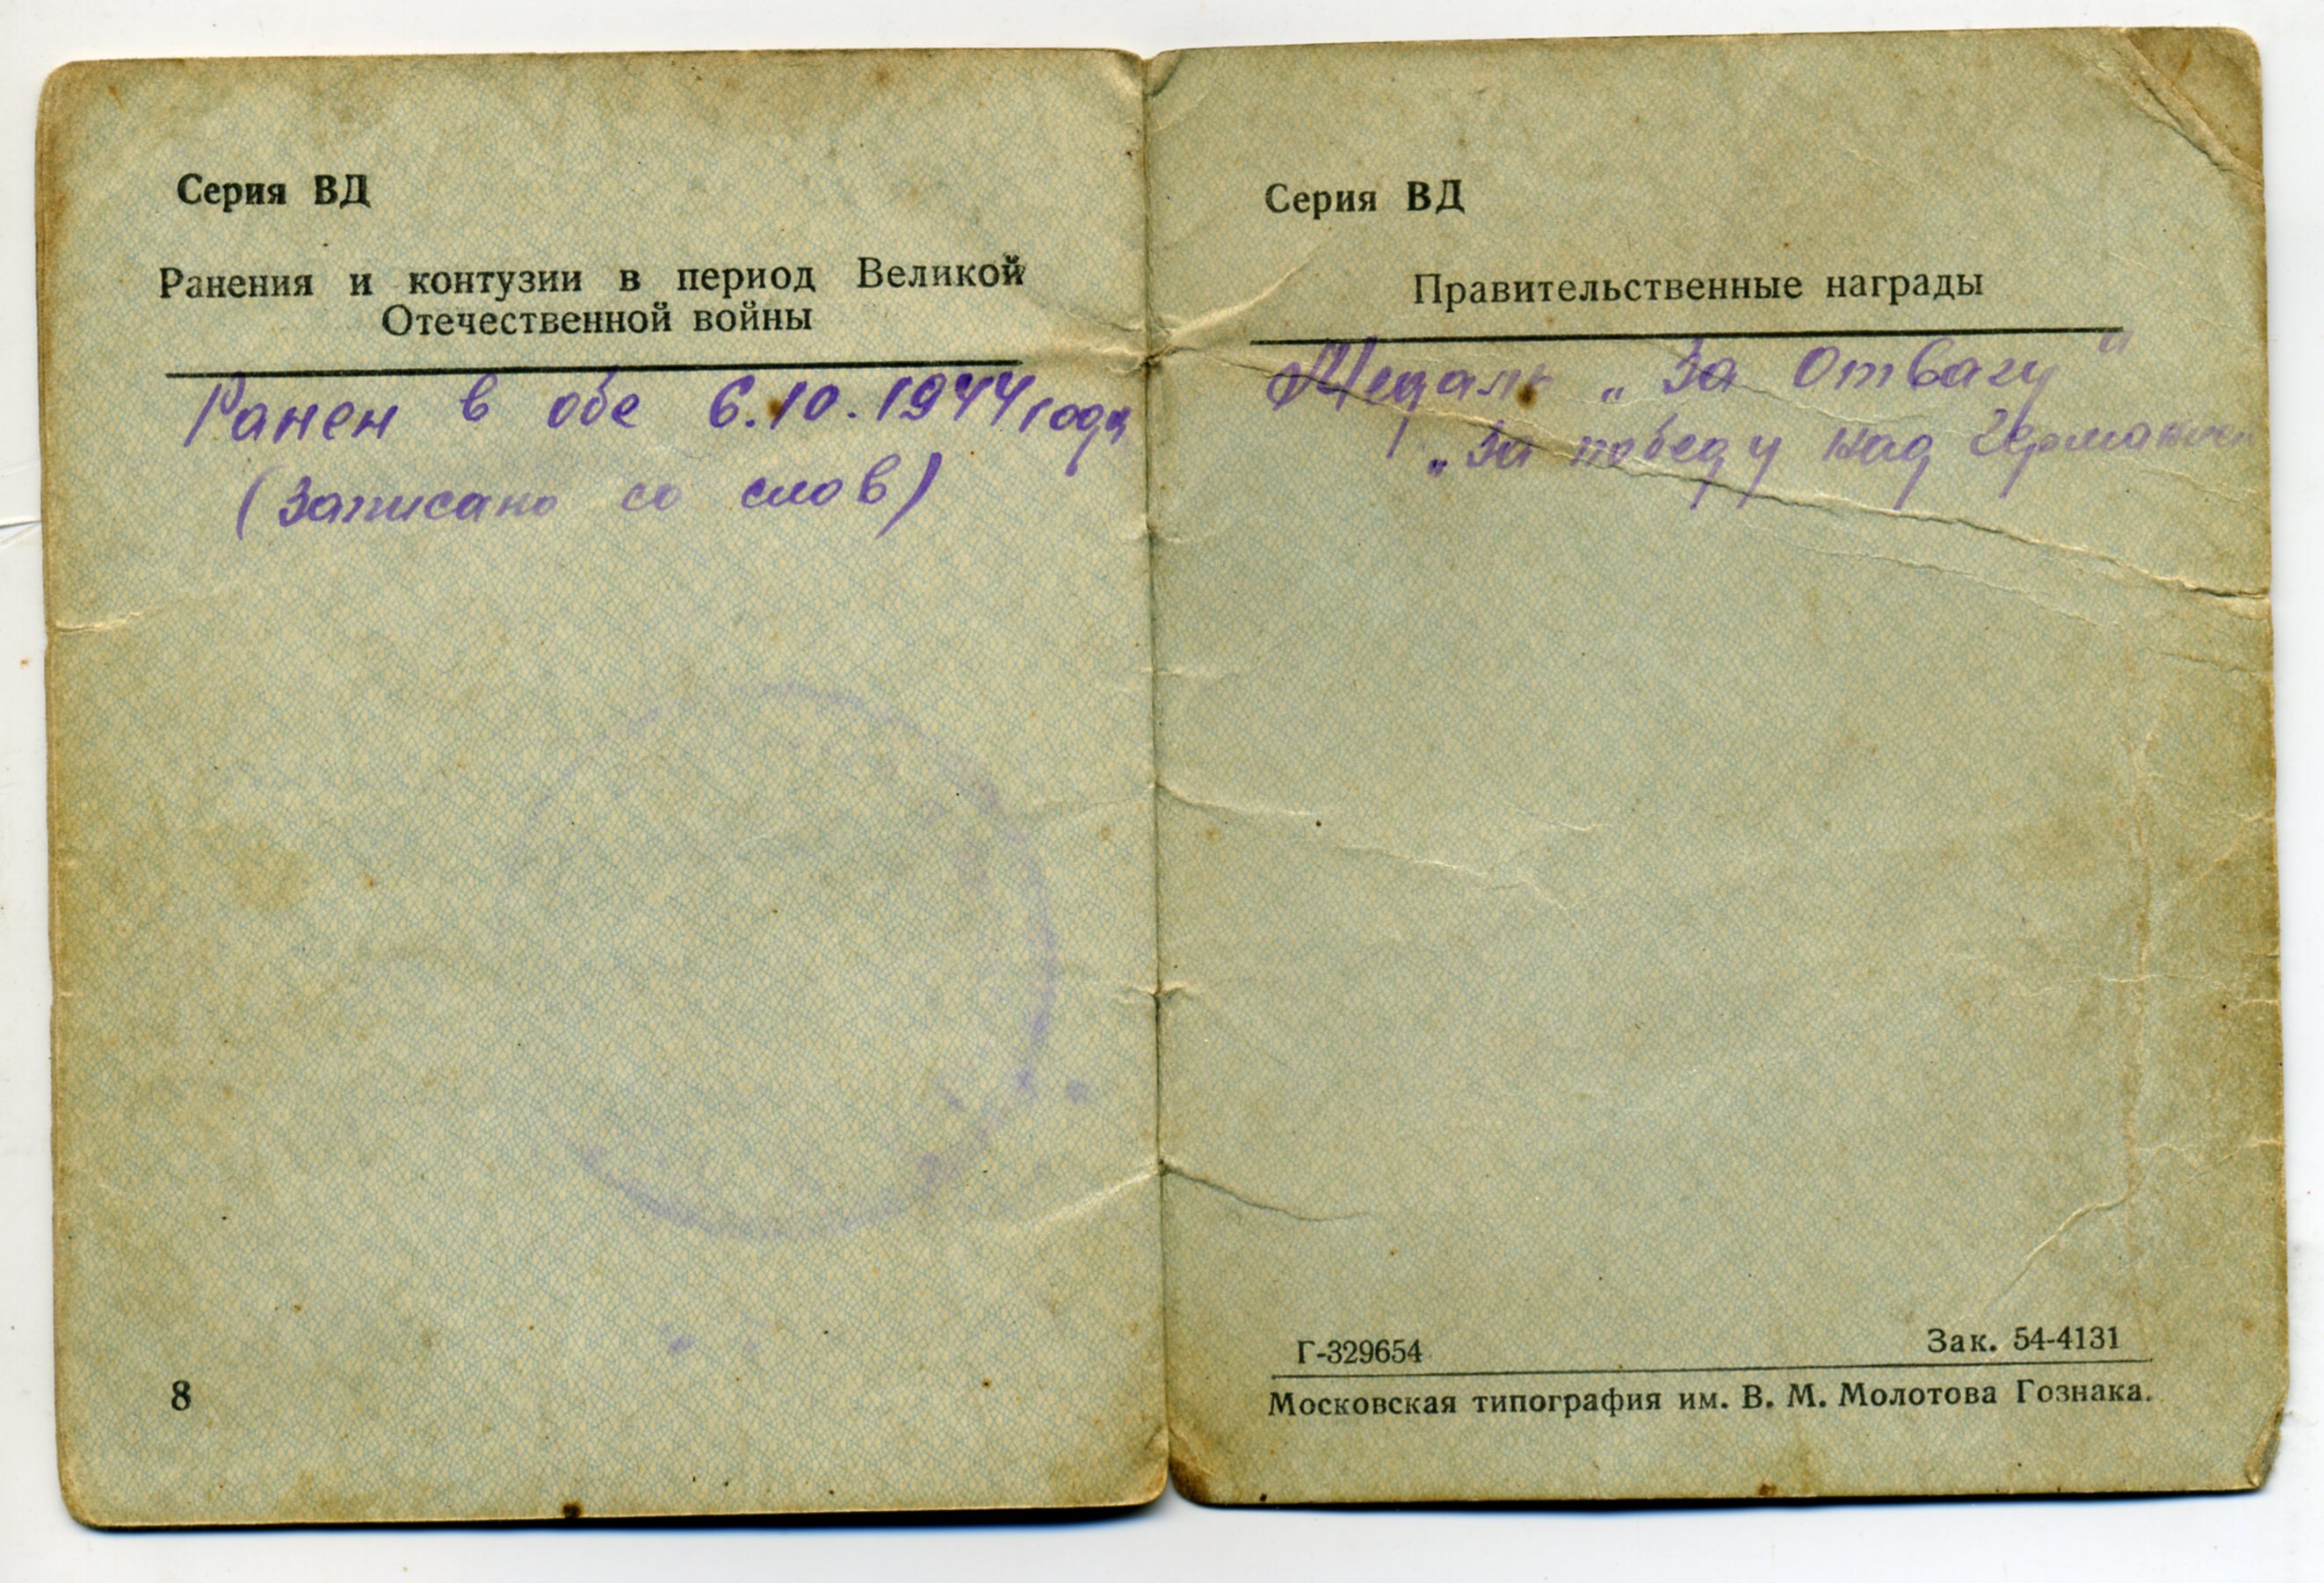 Серия ВД
Ранения и контузии в период Великой
Отечественной войны
Ранен в обе 6.10.1944 года
(Записано со слов)
8
Серия ВД
Правительственные награды
Медаль „За Отвагу"
„За победу над Германией
Г-329654 Зак. 54-4131
Московская типография им. В. М. Молотова Гознака.